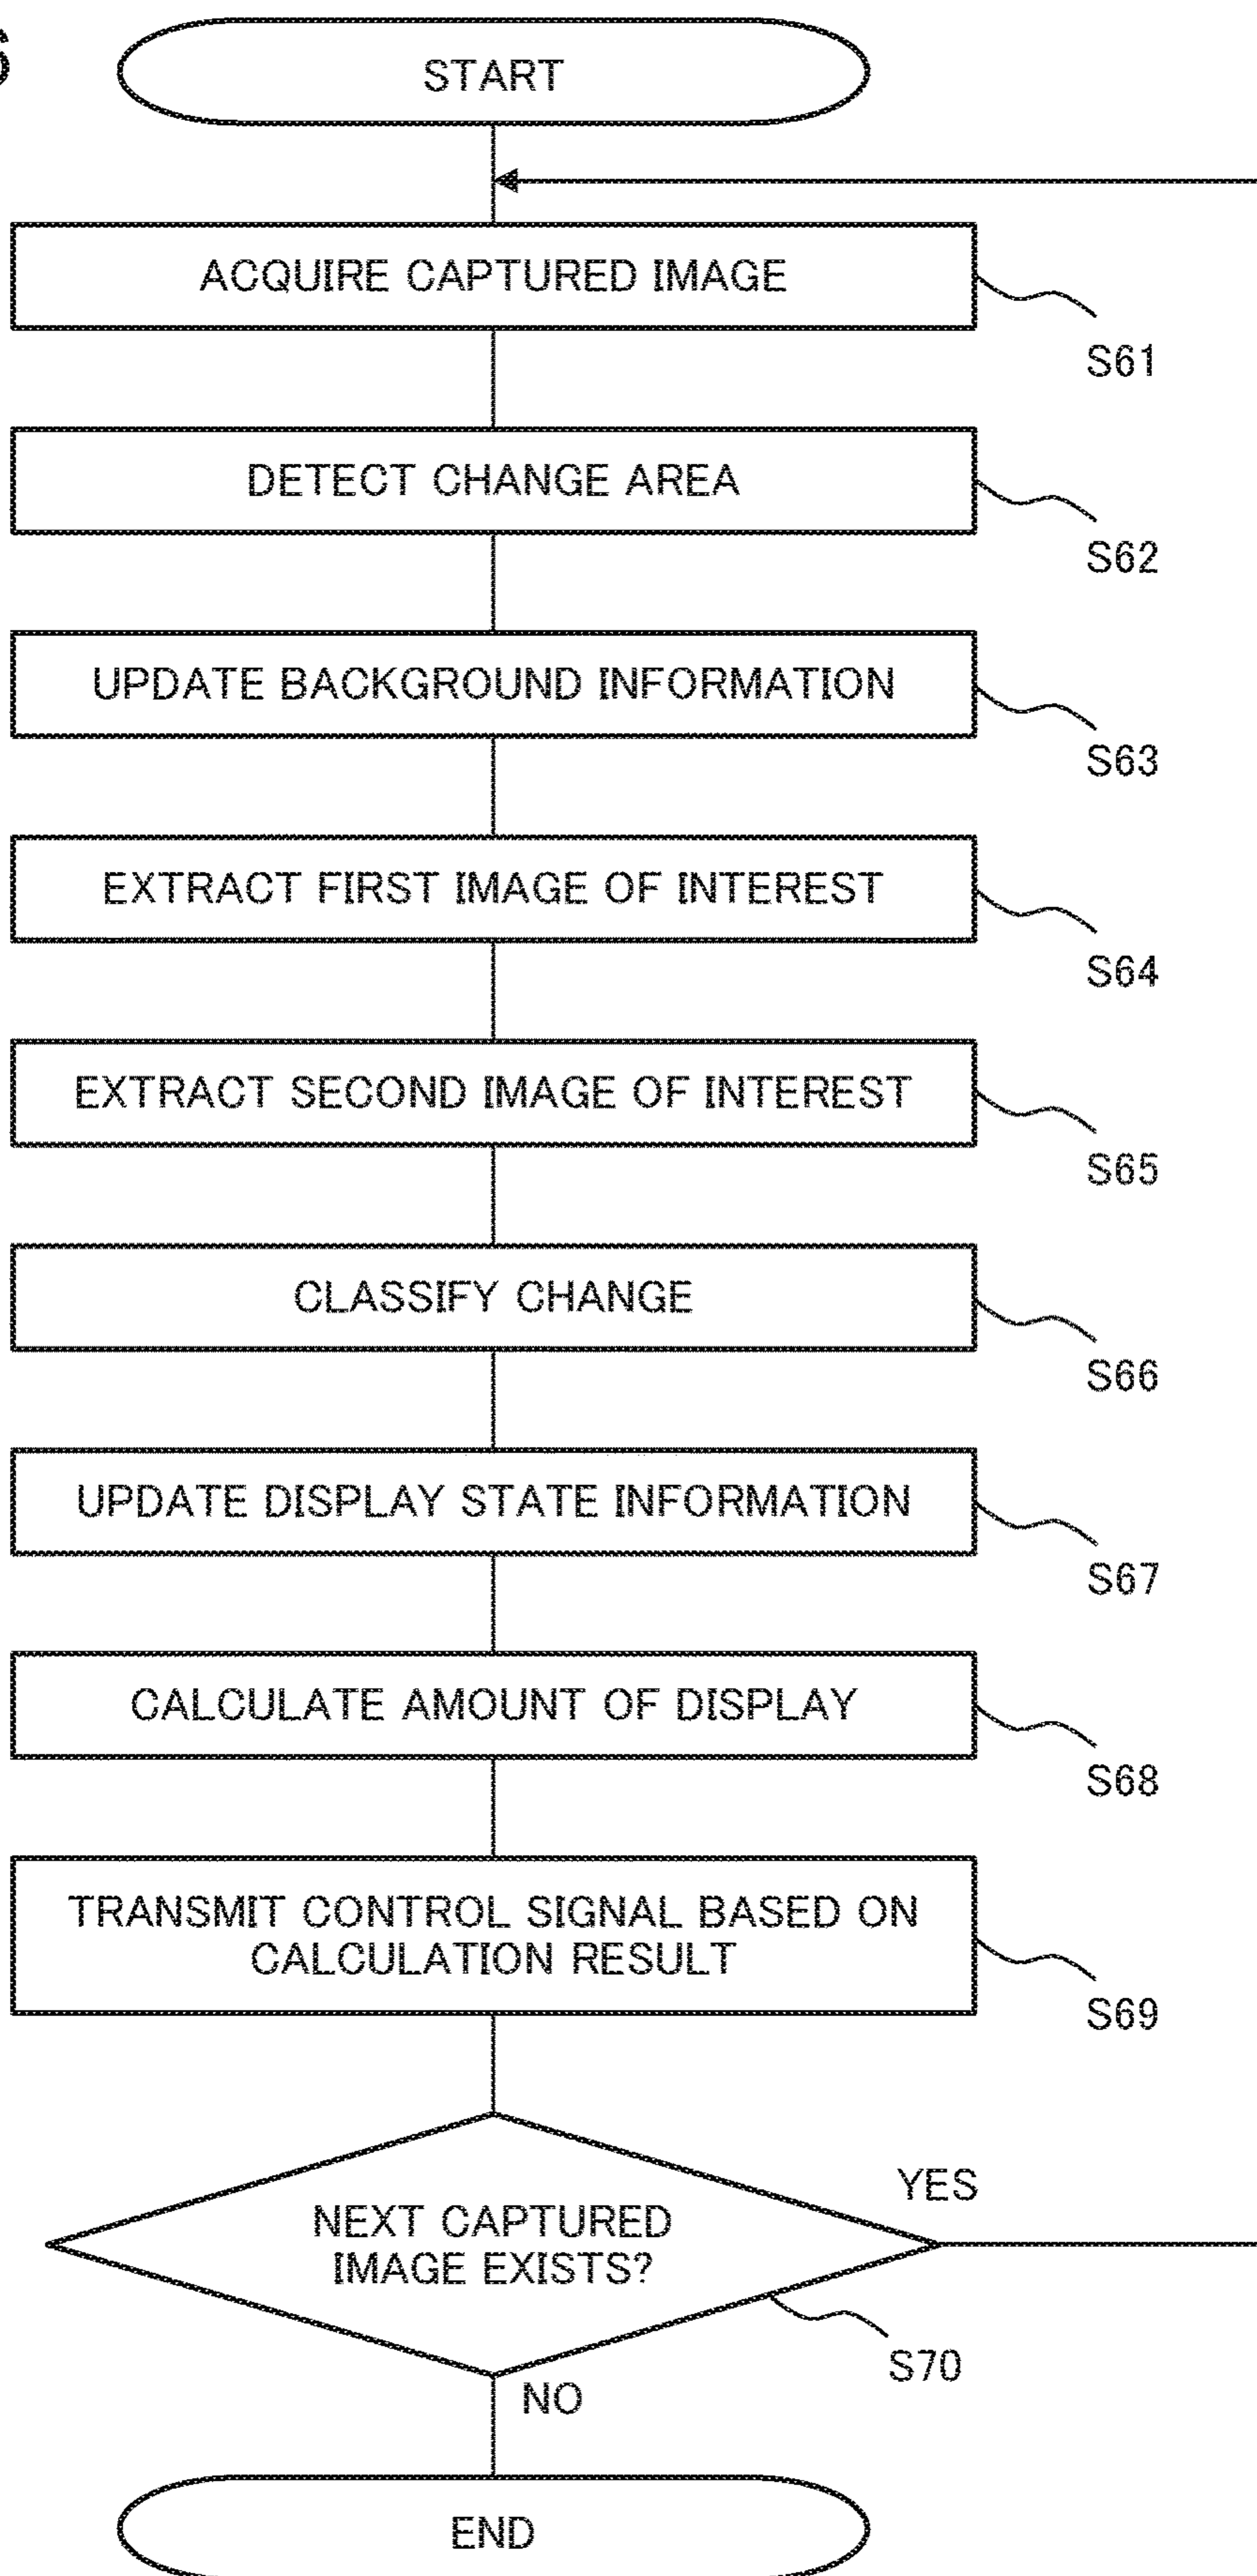 START
ACQUIRE CAPTURED IMAGE
S61
DETECT CHANGE AREA
S62
UPDATE BACKGROUND INFORMATION
S63
EXTRACT FIRST IMAGE OF INTEREST
S64
EXTRACT SECOND IMAGE OF INTEREST
S65
CLASSIFY CHANGE
S66
UPDATE DISPLAY STATE INFORMATION
S67
CALCULATE AMOUNT OF DISPLAY
S68
TRANSMIT CONTROL SIGNAL BASED ON
CALCULATION RESULT
S69
YES
NEXT CAPTURED
IMAGE EXISTS?
S70
NO
END